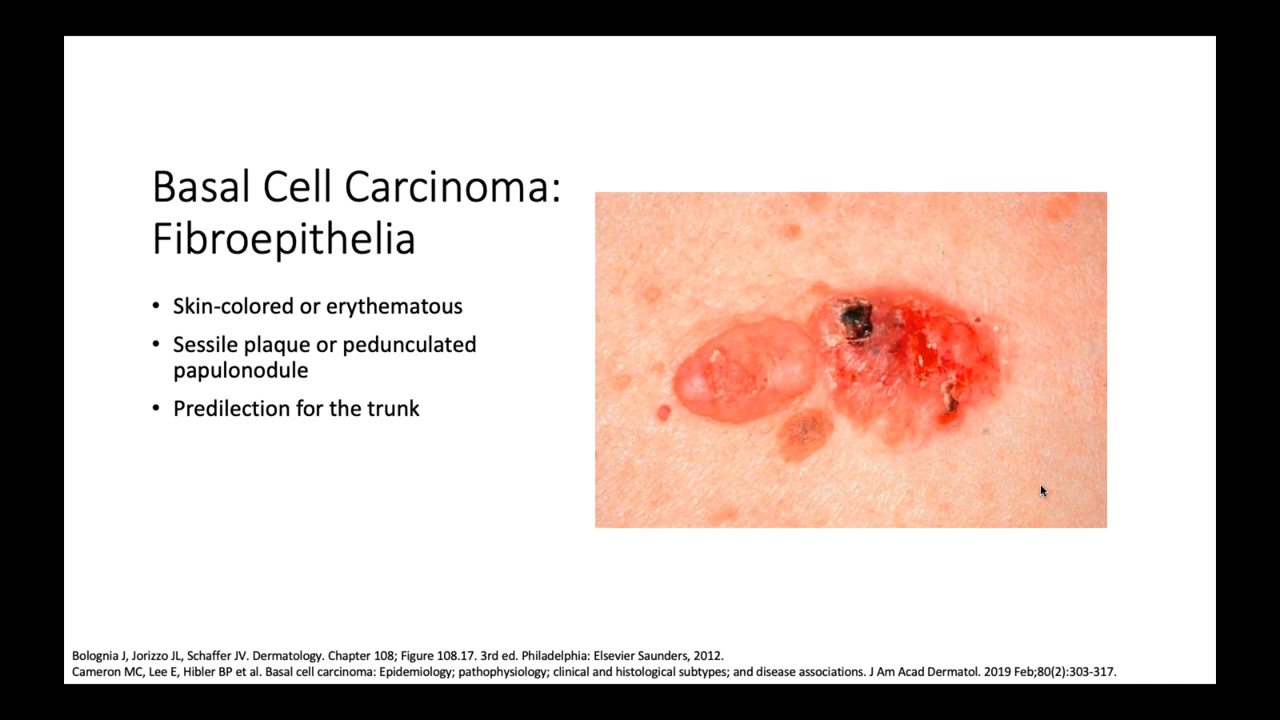 Basal Cell Carcinoma:
Fibroepithelia
• Skin-colored or erythematous
• Sessile plaque or pedunculated
papulonodule
• Predilection for the trunk
Bolognia J, Jorizzo JL, Schaffer JV. Dermatology. Chapter 108; Figure 108.17. 3rd ed. Philadelphia: Elsevier Saunders, 2012.
Cameron MC, Lee E, Hibler BP et al. Basal cell carcinoma: Epidemiology; pathophysiology; clinical and histological subtypes; and disease associations. J Am Acad Dermatol. 2019 Feb;80(2):303-317.